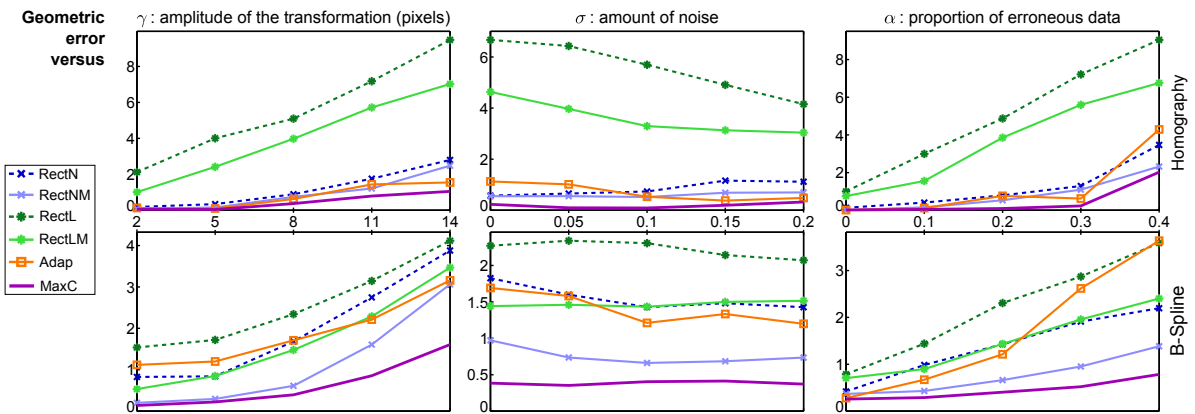 Geometric error versus
γ : amplitude of the transformation (pixels)
σ : amount of noise
α : proportion of erroneous data
8
6
4
2
0
2 5 8 11 14
6
4
2
0
0 0.05 0.1 0.15 0.2
8
6
4
2
0
0 0.1 0.2 0.3 0.4
Homography
RectN
RectNM
RectL
RectLM
Adap
MaxC
4
3
2
1
0
2
1.5
1
0.5
0
3
2
1
0
B-Spline